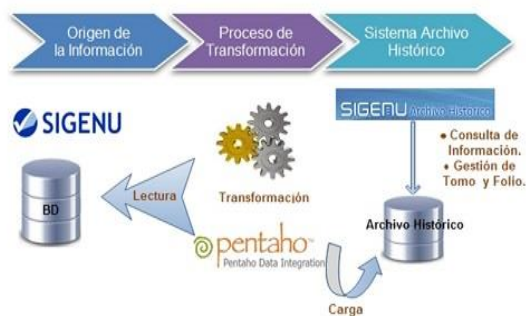 Origen de
la Información
Proceso de
Transformación
Sistema Archivo
Histórico
SIGENU
BD
Lectura
Transformación
pentaho™
Pentaho Data Integration
Carga
SIGENU Archivo Histórico
• Consulta de
Información.
• Gestión de
Tomo y Folio.
Archivo Histórico